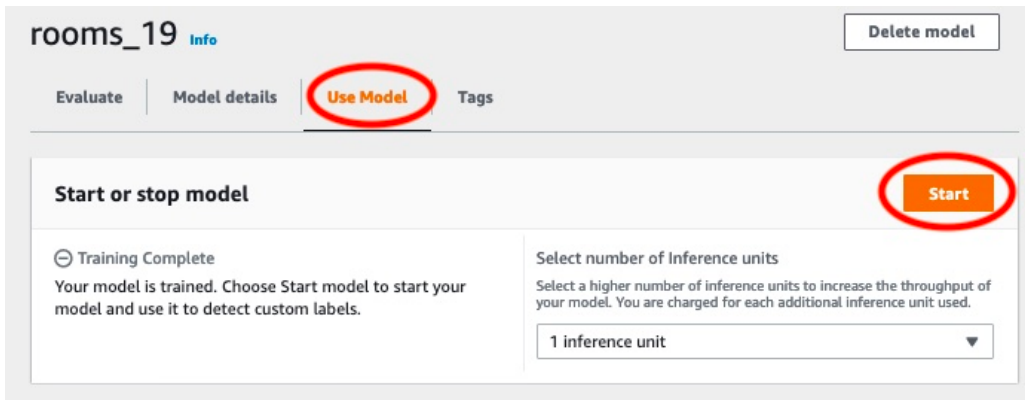 rooms_19 Info
Delete model
Evaluate
Model details
Use Model
Tags
Start or stop model
Start
Training Complete
Your model is trained. Choose Start model to start your
model and use it to detect custom labels.
Select number of Inference units
Select a higher number of inference units to increase the throughput of
your model. You are charged for each additional inference unit used.
1 inference unit